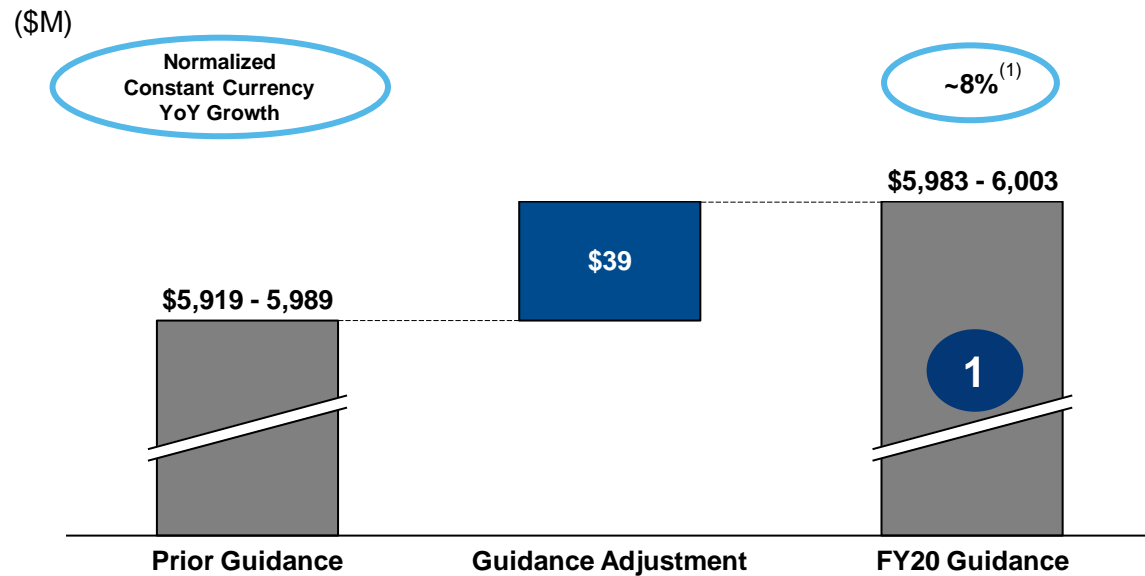 ($M)
Normalized
Constant Currency
YoY Growth
~8%(1)
$5,983 - 6,003
$39
$5,919 - 5,989
1
Prior Guidance
Guidance Adjustment
FY20 Guidance